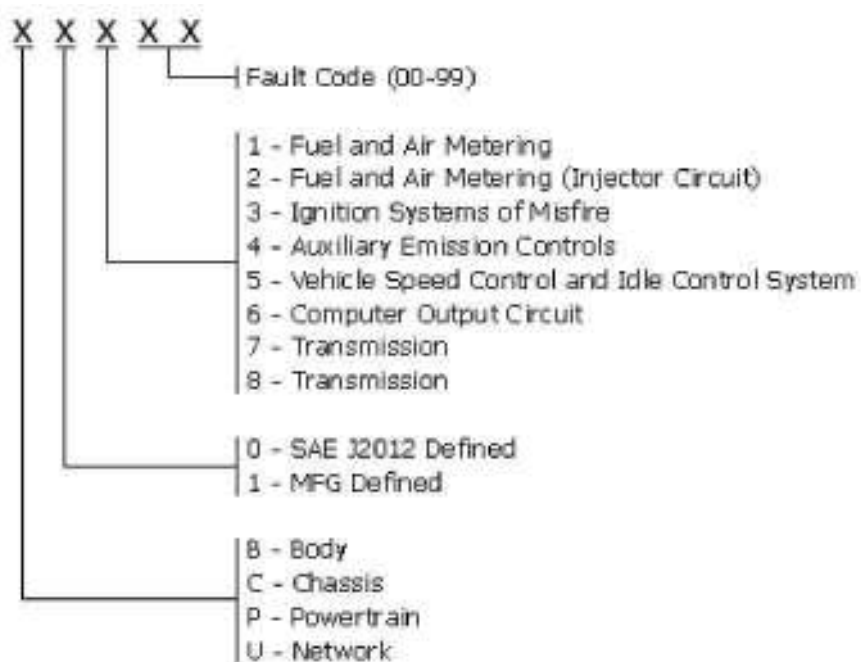 X X X X X
Fault Code (00-99)
1 - Fuel and Air Metering
2 - Fuel and Air Metering (Injector Circuit)
3 - Ignition Systems of Misfire
4 - Auxiliary Emission Controls
5 - Vehicle Speed Control and Idle Control System
6 - Computer Output Circuit
7 - Transmission
8 - Transmission
0 - SAE J2012 Defined
1 - MFG Defined
B - Body
C - Chassis
P - Powertrain
U - Network